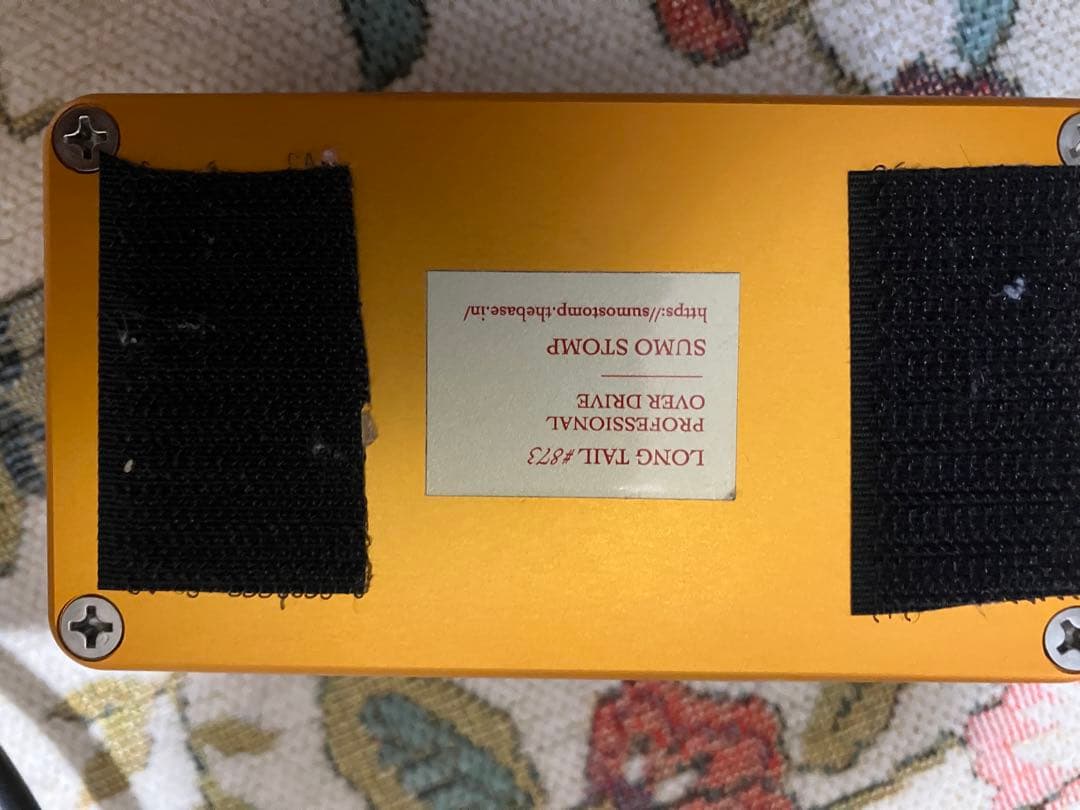 LONG TAIL #873
PROFESSIONAL
OVER DRIVE
SUMO STOMP
https://sumostomp.thebase.in/